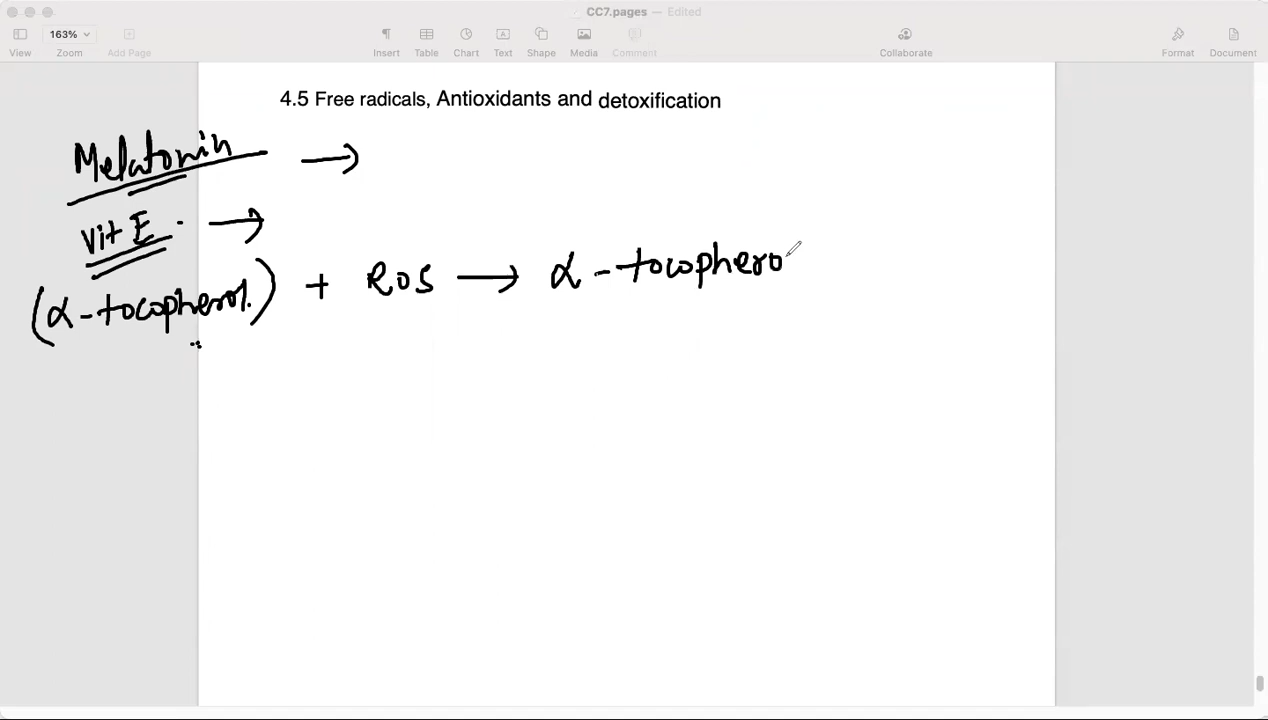 CC7.pages — Edited
163%
View Zoom Add Page Insert Table Chart Text Shape Media Comment Collaborate Format Document
4.5 Free radicals, Antioxidants and detoxification
Melatonin →
Vit E →
(α-tocopherol) + ROS → α-tocophero